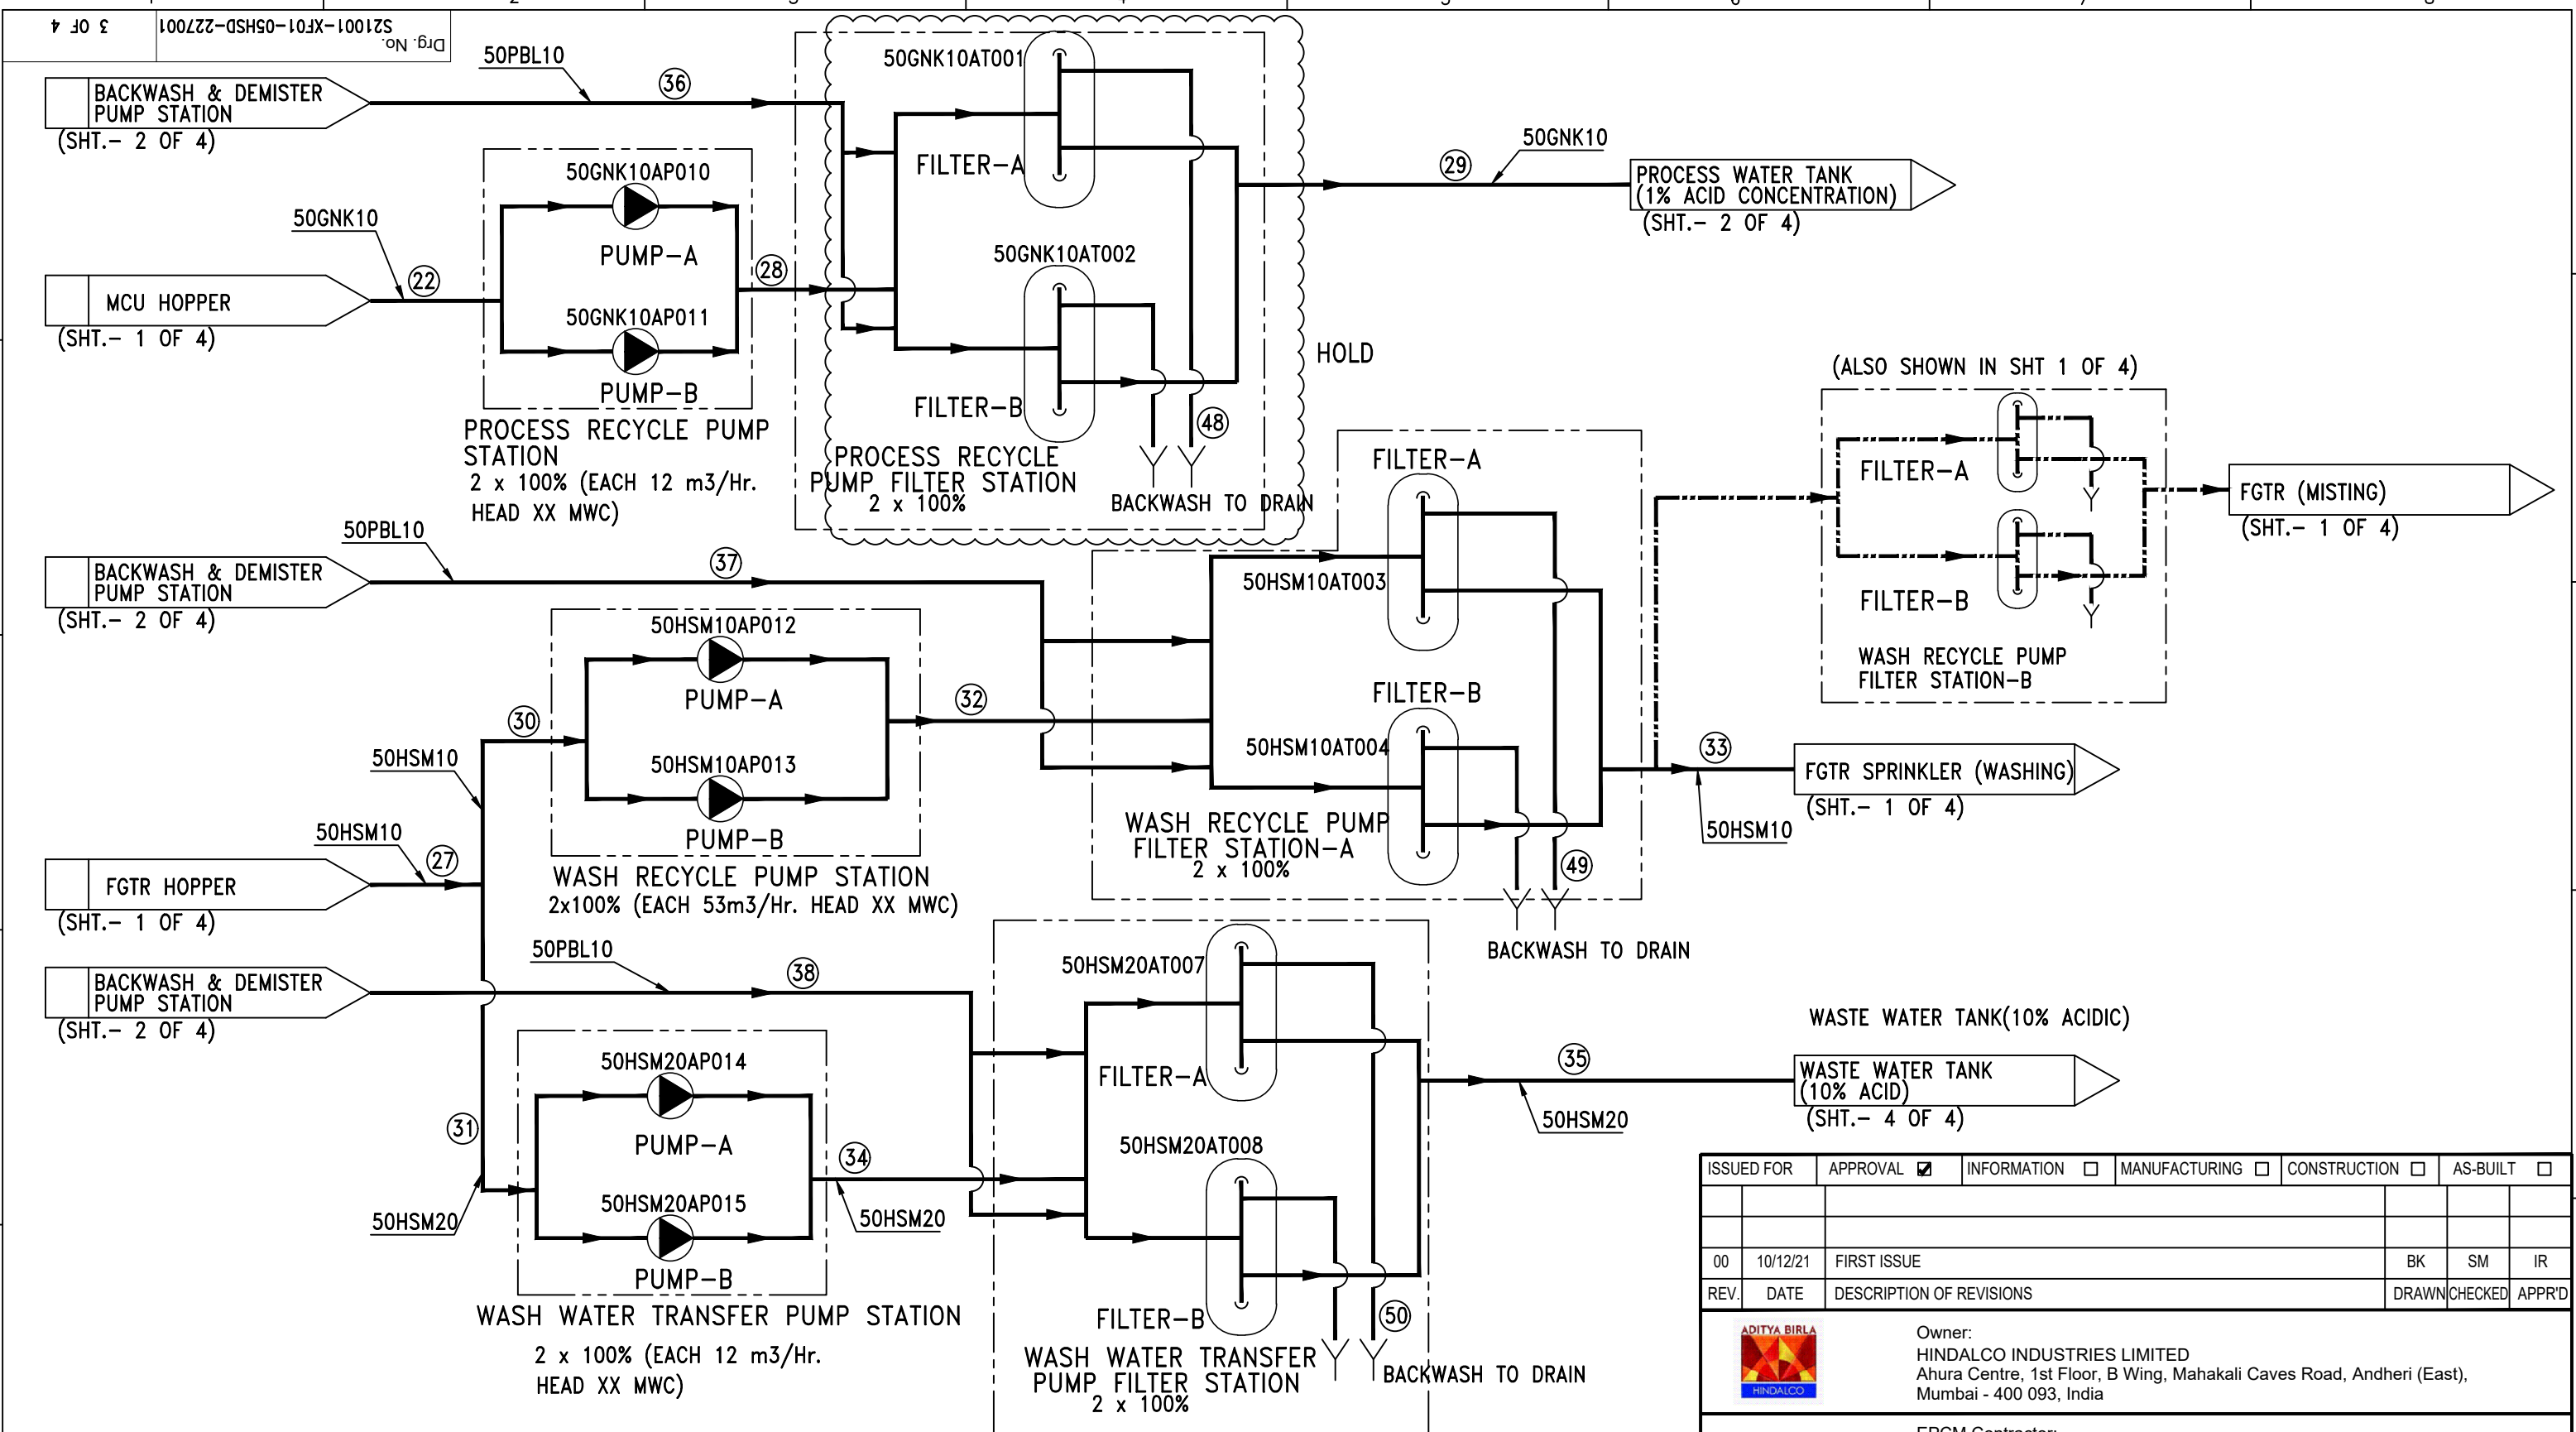 Drg. No.
S21001-XF01-05HSD-227001
3 OF 4
50PBL10
36
BACKWASH & DEMISTER
PUMP STATION
(SHT.- 2 OF 4)
50GNK10AT001
FILTER-A
50GNK10
29
PROCESS WATER TANK
(1% ACID CONCENTRATION)
(SHT.- 2 OF 4)
50GNK10AP010
PUMP-A
50GNK10
22
MCU HOPPER
(SHT.- 1 OF 4)
28
50GNK10AP011
PUMP-B
PROCESS RECYCLE PUMP
STATION
2 x 100% (EACH 12 m3/Hr.
HEAD XX MWC)
50GNK10AT002
FILTER-B
48
HOLD
PROCESS RECYCLE
PUMP FILTER STATION
2 x 100%
BACKWASH TO DRAIN
(ALSO SHOWN IN SHT 1 OF 4)
FILTER-A
FILTER-B
WASH RECYCLE PUMP
FILTER STATION-B
FGTR (MISTING)
(SHT.- 1 OF 4)
50PBL10
37
BACKWASH & DEMISTER
PUMP STATION
(SHT.- 2 OF 4)
50HSM10AP012
PUMP-A
30
32
50HSM10AP013
PUMP-B
WASH RECYCLE PUMP STATION
2x100% (EACH 53m3/Hr. HEAD XX MWC)
FILTER-A
50HSM10AT003
FILTER-B
50HSM10AT004
WASH RECYCLE PUMP
FILTER STATION-A
2 x 100%
49
BACKWASH TO DRAIN
33
FGTR SPRINKLER (WASHING)
(SHT.- 1 OF 4)
50HSM10
50HSM10
50HSM10
27
FGTR HOPPER
(SHT.- 1 OF 4)
50PBL10
38
BACKWASH & DEMISTER
PUMP STATION
(SHT.- 2 OF 4)
50HSM20AP014
PUMP-A
31
34
50HSM20AP015
PUMP-B
50HSM20
50HSM20
WASH WATER TRANSFER PUMP STATION
2 x 100% (EACH 12 m3/Hr.
HEAD XX MWC)
50HSM20AT007
FILTER-A
50HSM20AT008
FILTER-B
50
WASH WATER TRANSFER
PUMP FILTER STATION
2 x 100%
BACKWASH TO DRAIN
WASTE WATER TANK(10% ACIDIC)
35
50HSM20
WASTE WATER TANK
(10% ACID)
(SHT.- 4 OF 4)
ISSUED FOR APPROVAL INFORMATION MANUFACTURING CONSTRUCTION AS-BUILT
00 10/12/21 FIRST ISSUE BK SM IR
REV. DATE DESCRIPTION OF REVISIONS DRAWN CHECKED APPR'D
ADITYA BIRLA
HINDALCO
Owner:
HINDALCO INDUSTRIES LIMITED
Ahura Centre, 1st Floor, B Wing, Mahakali Caves Road, Andheri (East),
Mumbai - 400 093, India